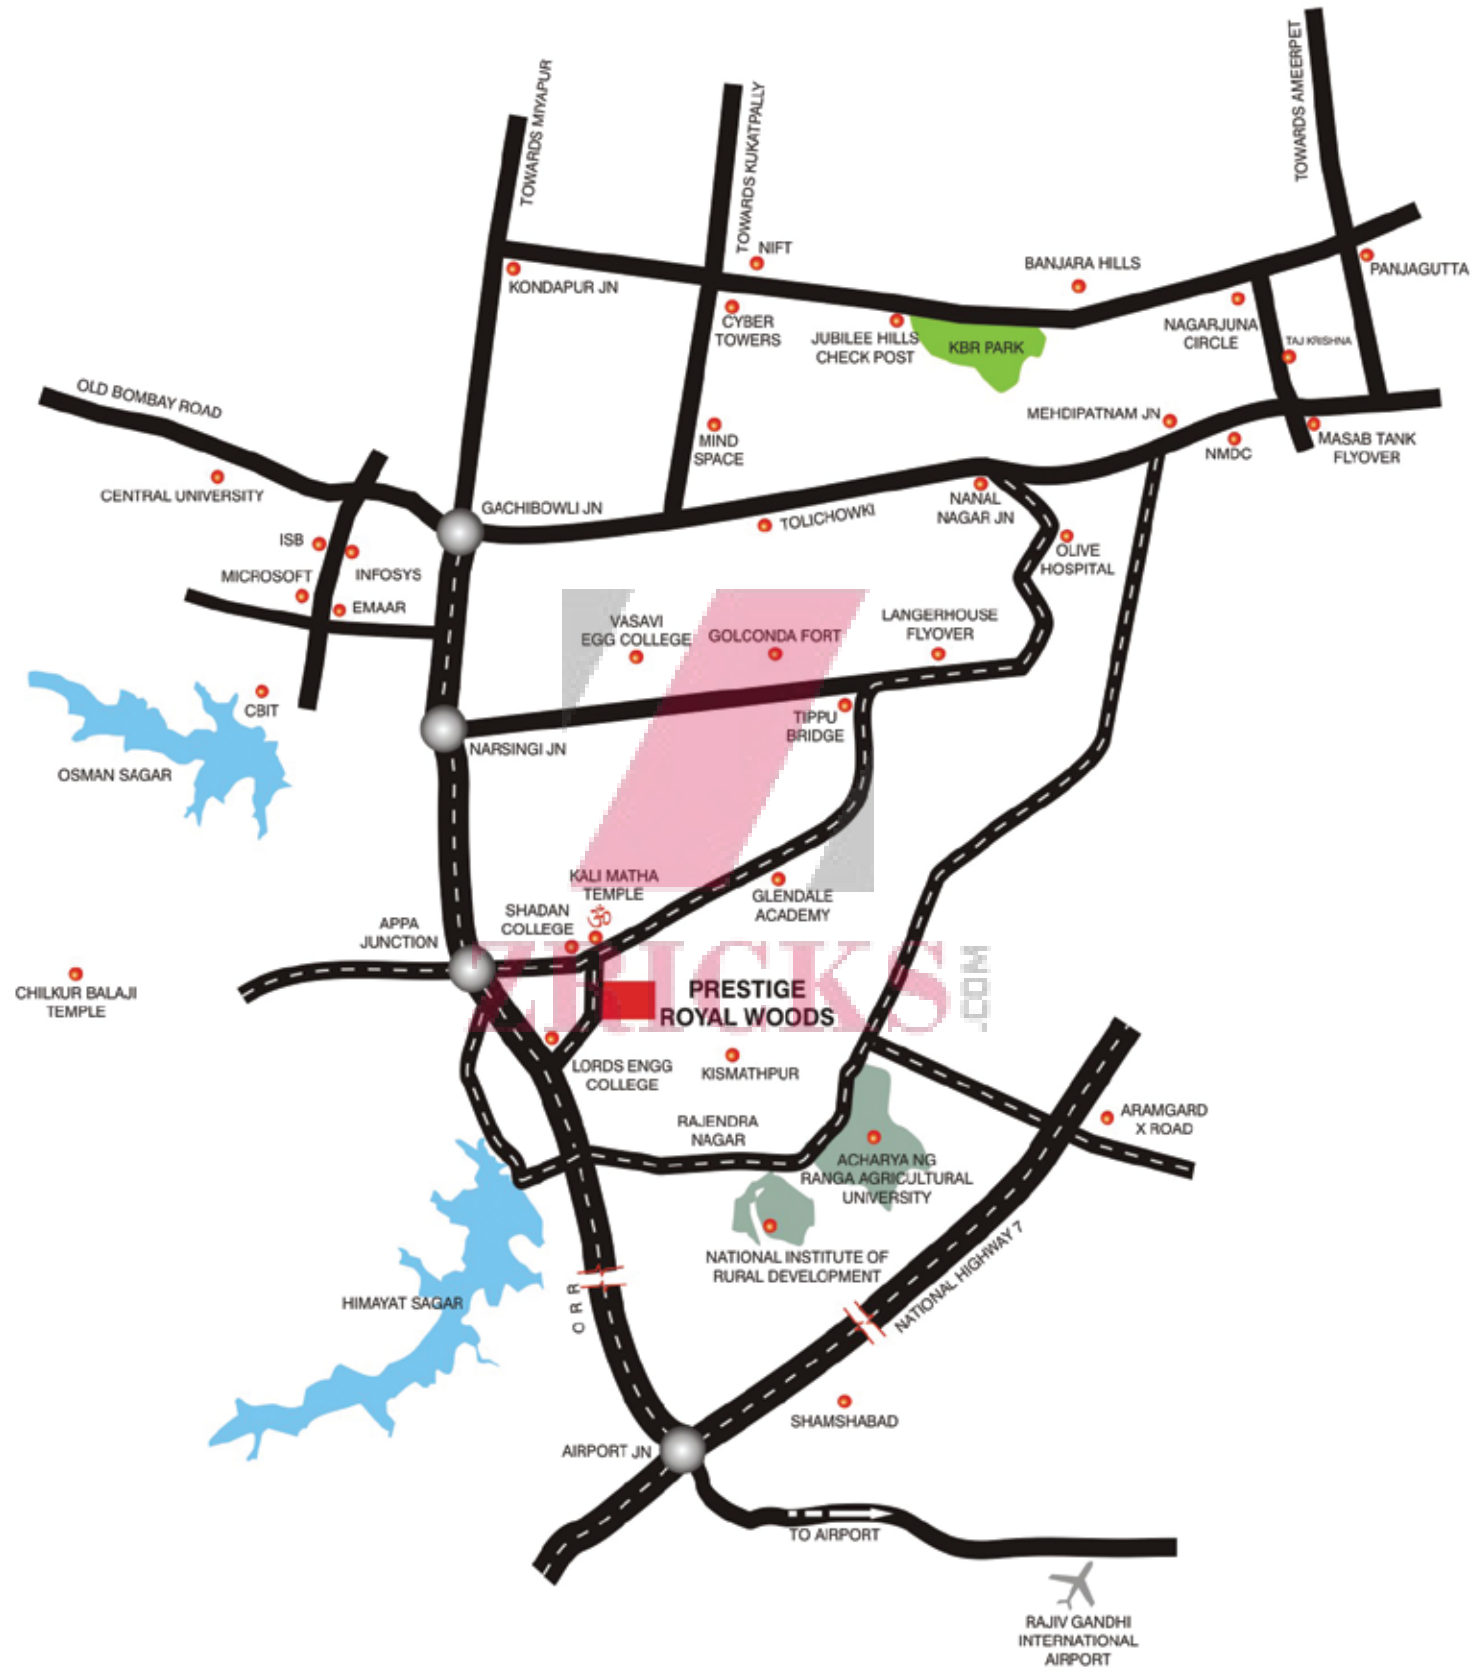 TOWARDS MIYAPUR
TOWARDS KUKATPALLY
TOWARDS AMEERPET
NIFT
KONDAPUR JN
BANJARA HILLS
PANJAGUTTA
CYBER
TOWERS
JUBILEE HILLS
CHECK POST
KBR PARK
NAGARJUNA
CIRCLE
TAJ KRISHNA
OLD BOMBAY ROAD
MEHDIPATNAM JN
MIND
SPACE
NMDC
MASAB TANK
FLYOVER
CENTRAL UNIVERSITY
GACHIBOWLI JN
TOLICHOWKI
NANAL
NAGAR JN
ISB
INFOSYS
OLIVE
HOSPITAL
MICROSOFT
EMAAR
VASAVI
EGG COLLEGE
GOLCONDA FORT
LANGERHOUSE
FLYOVER
CBIT
TIPPU
BRIDGE
NARSINGI JN
OSMAN SAGAR
KALI MATHA
TEMPLE
ॐ
GLENDALE
ACADEMY
SHADAN
COLLEGE
APPA
JUNCTION
ZRICKS
.COM
CHILKUR BALAJI
TEMPLE
PRESTIGE
ROYAL WOODS
LORDS ENGG
COLLEGE
KISMATHPUR
RAJENDRA
NAGAR
ARAMGARD
X ROAD
ACHARYA NG
RANGA AGRICULTURAL
UNIVERSITY
NATIONAL INSTITUTE OF
RURAL DEVELOPMENT
NATIONAL HIGHWAY 7
HIMAYAT SAGAR
ORR
SHAMSHABAD
AIRPORT JN
TO AIRPORT
RAJIV GANDHI
INTERNATIONAL
AIRPORT